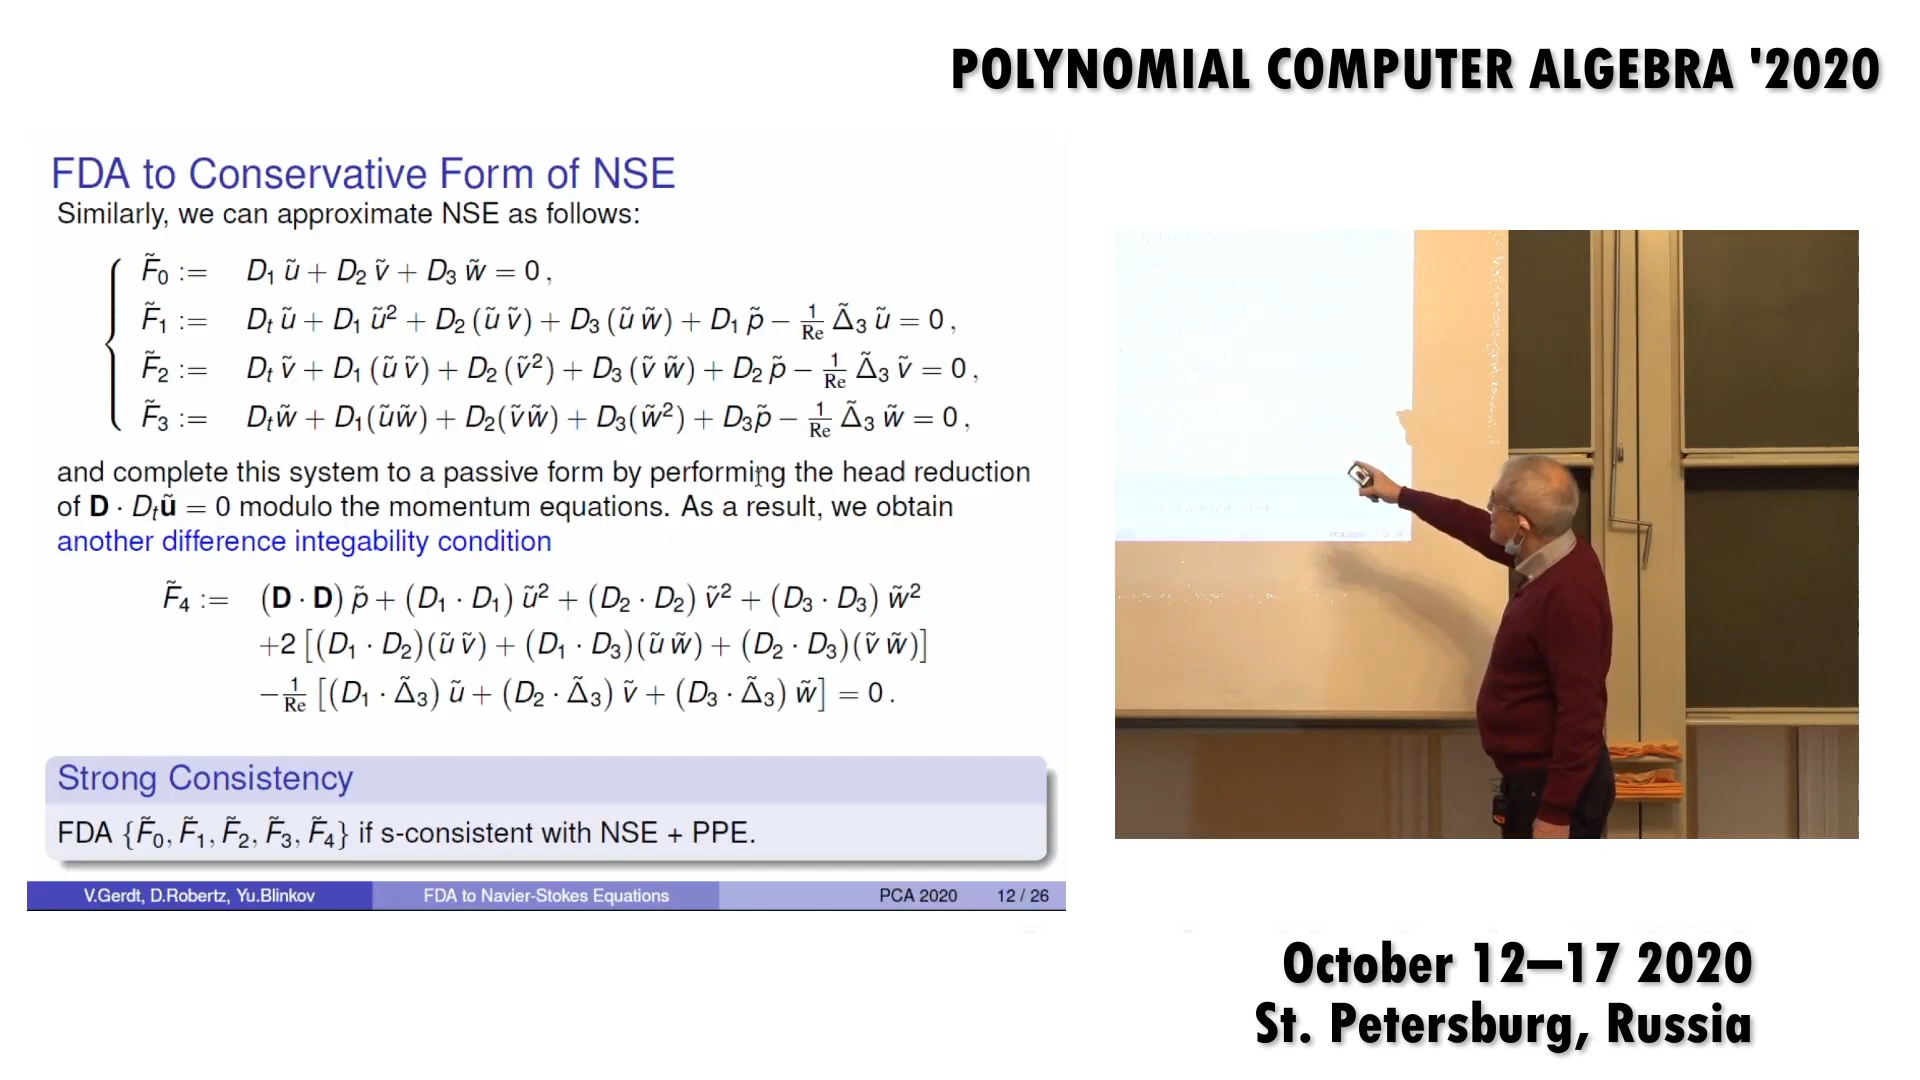 POLYNOMIAL COMPUTER ALGEBRA '2020
FDA to Conservative Form of NSE
Similarly, we can approximate NSE as follows:
F̃₀ := D₁ ũ + D₂ ṽ + D₃ w̃ = 0 ,
F̃₁ := Dₜ ũ + D₁ ũ² + D₂ (ũ ṽ) + D₃ (ũ w̃) + D₁ p̃ − 1/Re Δ̃₃ ũ = 0 ,
F̃₂ := Dₜ ṽ + D₁ (ũ ṽ) + D₂ (ṽ²) + D₃ (ṽ w̃) + D₂ p̃ − 1/Re Δ̃₃ ṽ = 0 ,
F̃₃ := Dₜw̃ + D₁(ũw̃) + D₂(ṽw̃) + D₃(w̃²) + D₃p̃ − 1/Re Δ̃₃ w̃ = 0 ,
and complete this system to a passive form by performing the head reduction
of D · Dₜũ = 0 modulo the momentum equations. As a result, we obtain
another difference integability condition
F̃₄ := (D · D) p̃ + (D₁ · D₁) ũ² + (D₂ · D₂) ṽ² + (D₃ · D₃) w̃²
+2 [(D₁ · D₂)(ũ ṽ) + (D₁ · D₃)(ũ w̃) + (D₂ · D₃)(ṽ w̃)]
−1/Re [(D₁ · Δ̃₃) ũ + (D₂ · Δ̃₃) ṽ + (D₃ · Δ̃₃) w̃] = 0 .
Strong Consistency
FDA {F̃₀, F̃₁, F̃₂, F̃₃, F̃₄} if s-consistent with NSE + PPE.
V.Gerdt, D.Robertz, Yu.Blinkov FDA to Navier-Stokes Equations PCA 2020 12 / 26
October 12–17 2020
St. Petersburg, Russia